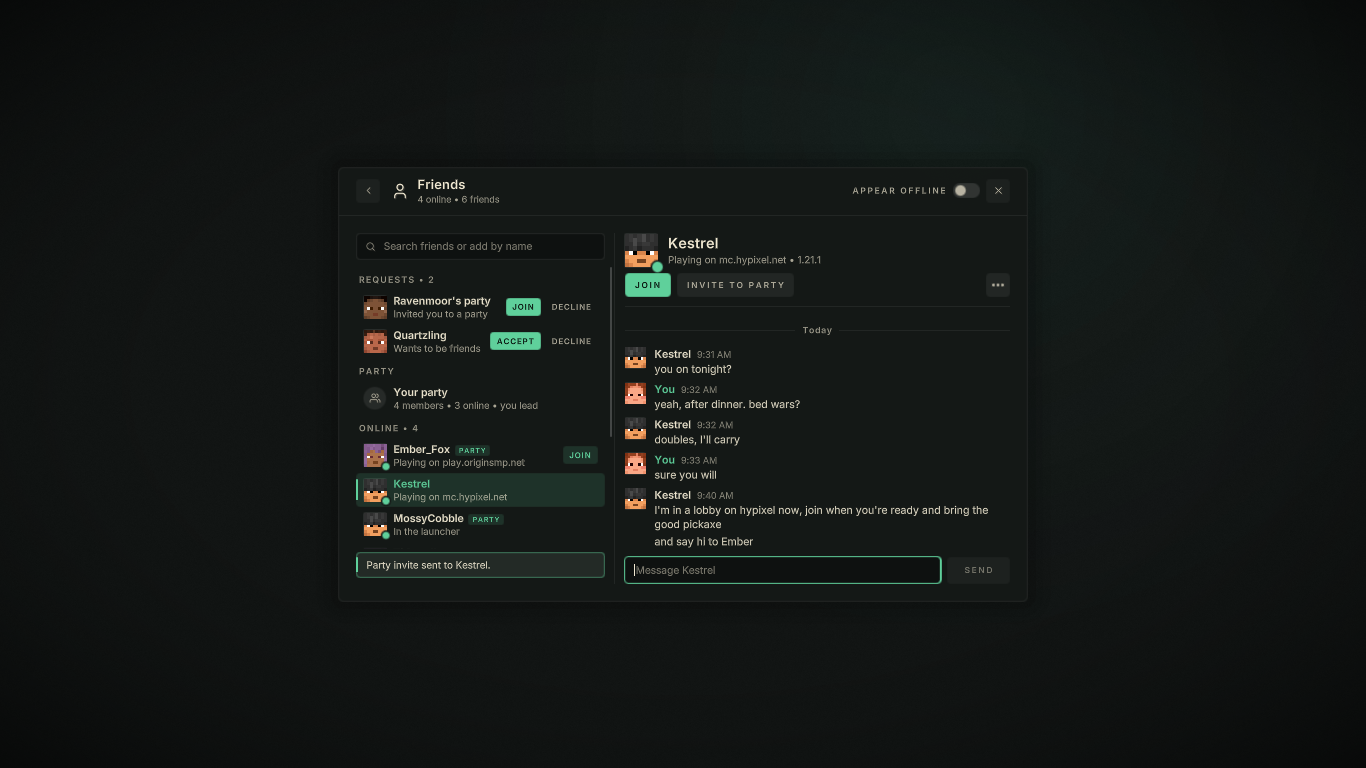 Friends
4 online • 6 friends
APPEAR OFFLINE
Search friends or add by name
REQUESTS • 2
Ravenmoor's party
Invited you to a party
JOIN
DECLINE
Quartzling
Wants to be friends
ACCEPT
DECLINE
PARTY
Your party
4 members • 3 online • you lead
ONLINE • 4
Ember_Fox PARTY
Playing on play.originsmp.net
JOIN
Kestrel
Playing on mc.hypixel.net
MossyCobble PARTY
In the launcher
Party invite sent to Kestrel.
Kestrel
Playing on mc.hypixel.net • 1.21.1
JOIN
INVITE TO PARTY
Today
Kestrel 9:31 AM
you on tonight?
You 9:32 AM
yeah, after dinner. bed wars?
Kestrel 9:32 AM
doubles, I'll carry
You 9:33 AM
sure you will
Kestrel 9:40 AM
I'm in a lobby on hypixel now, join when you're ready and bring the
good pickaxe
and say hi to Ember
Message Kestrel
SEND